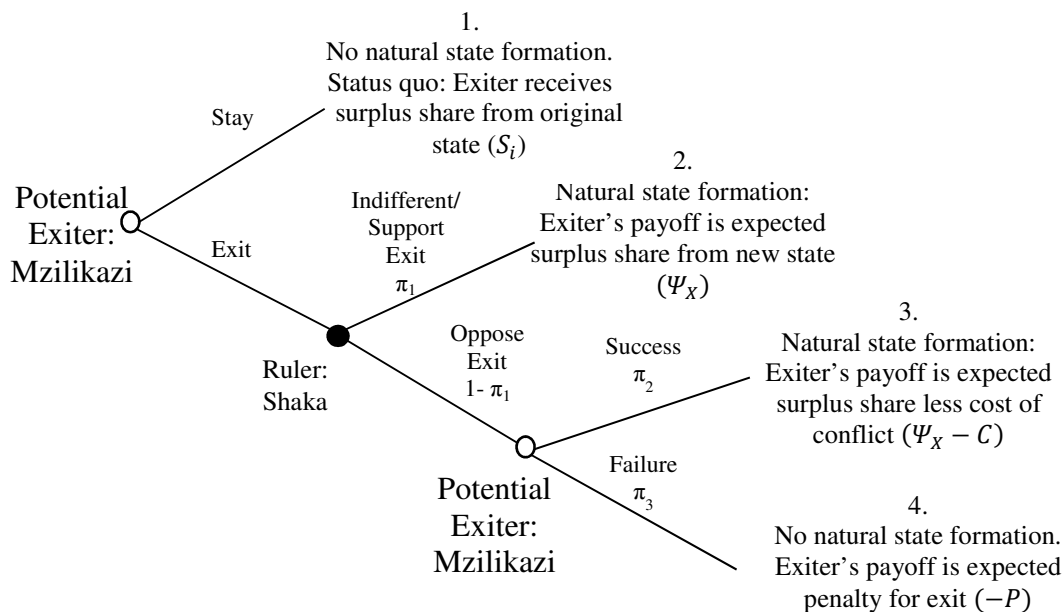 1.
No natural state formation.
Status quo: Exiter receives
surplus share from original
state (S_i)
Stay
Potential
Exiter:
Mzilikazi
Exit
Indifferent/
Support
Exit
π_1
2.
Natural state formation:
Exiter’s payoff is expected
surplus share from new state
(Ψ_X)
Ruler:
Shaka
Oppose
Exit
1- π_1
Success
π_2
3.
Natural state formation:
Exiter’s payoff is expected
surplus share less cost of
conflict (Ψ_X − C)
Potential
Exiter:
Mzilikazi
Failure
π_3
4.
No natural state formation.
Exiter’s payoff is expected
penalty for exit (−P)